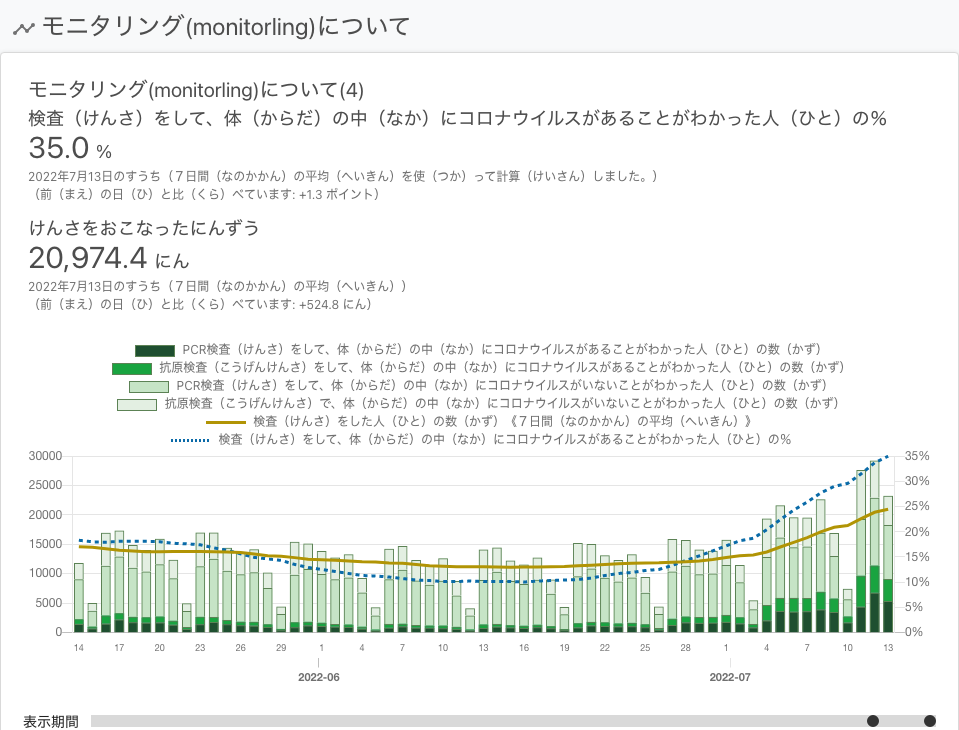 モニタリング(monitorling)について
モニタリング(monitorling)について(4)
検査（けんさ）をして、体（からだ）の中（なか）にコロナウイルスがあることがわかった人（ひと）の%
35.0 %
2022年7月13日のすうち（７日間（なのかかん）の平均（へいきん）を使（つか）って計算（けいさん）しました。）
（前（まえ）の日（ひ）と比（くら）べています: +1.3 ポイント）
けんさをおこなったにんずう
20,974.4 にん
2022年7月13日のすうち（７日間（なのかかん）の平均（へいきん））
（前（まえ）の日（ひ）と比（くら）べています: +524.8 にん）
PCR検査（けんさ）をして、体（からだ）の中（なか）にコロナウイルスがあることがわかった人（ひと）の数（かず）
抗原検査（こうげんけんさ）をして、体（からだ）の中（なか）にコロナウイルスがあることがわかった人（ひと）の数（かず）
PCR検査（けんさ）をして、体（からだ）の中（なか）にコロナウイルスがいないことがわかった人（ひと）の数（かず）
抗原検査（こうげんけんさ）で、体（からだ）の中（なか）にコロナウイルスがいないことがわかった人（ひと）の数（かず）
検査（けんさ）をした人（ひと）の数（かず）《７日間（なのかかん）の平均（へいきん）》
検査（けんさ）をして、体（からだ）の中（なか）にコロナウイルスがあることがわかった人（ひと）の%
30000 35%
25000 30%
20000 25%
15000 20%
10000 15%
5000 10%
0 5%
0%
14 17 20 23 26 29 1 4 7 10 13 16 19 22 25 28 1 4 7 10 13
2022-06 2022-07
表示期間